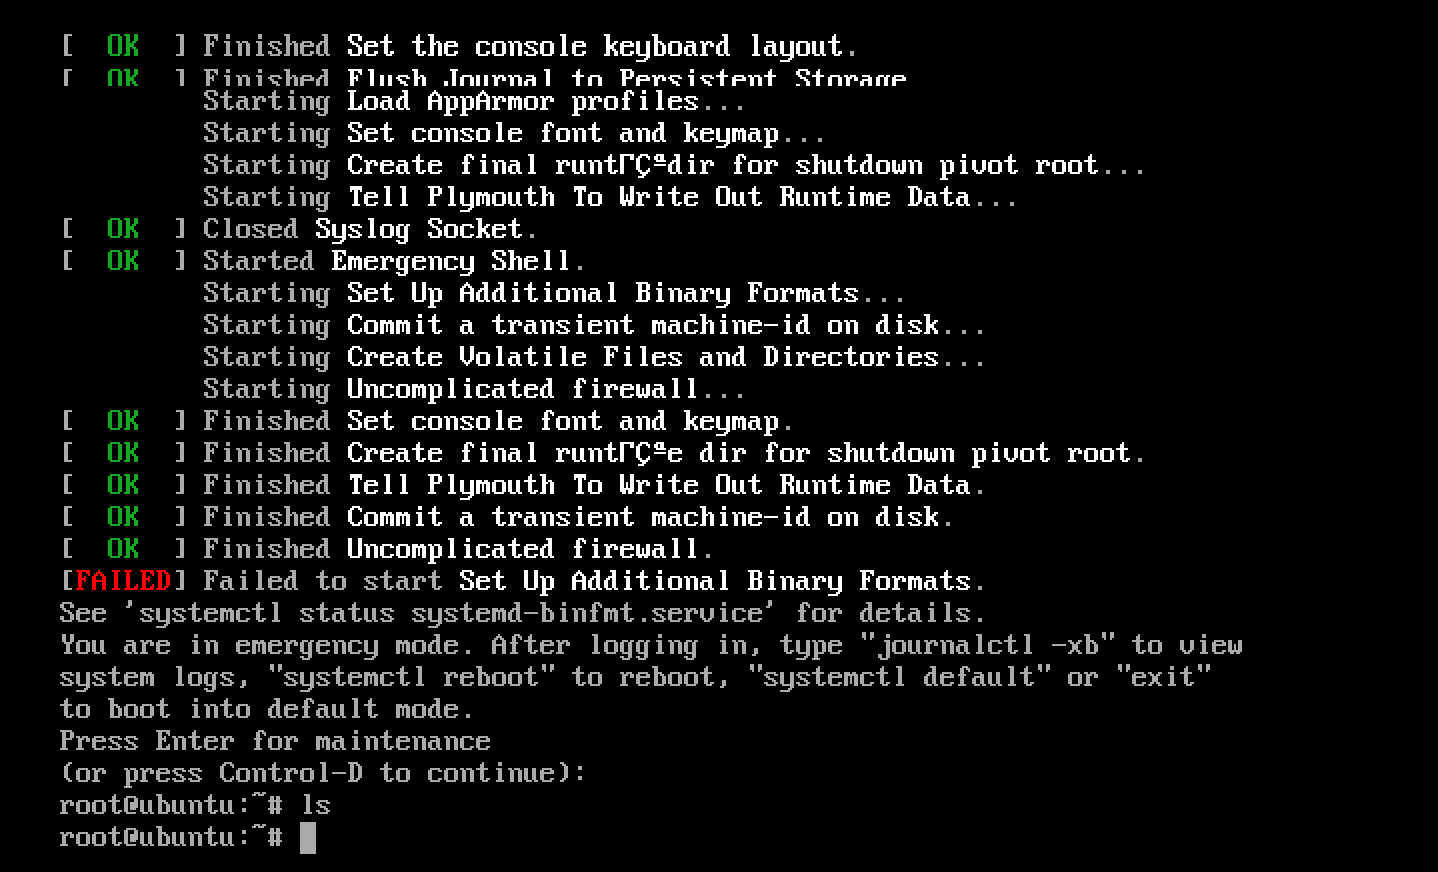 [  OK  ] Finished Set the console keyboard layout.
[  OK  ] Finished Flush Journal to Persistent Storage
         Starting Load AppArmor profiles...
         Starting Set console font and keymap...
         Starting Create final runtΓÇªdir for shutdown pivot root...
         Starting Tell Plymouth To Write Out Runtime Data...
[  OK  ] Closed Syslog Socket.
[  OK  ] Started Emergency Shell.
         Starting Set Up Additional Binary Formats...
         Starting Commit a transient machine-id on disk...
         Starting Create Volatile Files and Directories...
         Starting Uncomplicated firewall...
[  OK  ] Finished Set console font and keymap.
[  OK  ] Finished Create final runtΓÇªe dir for shutdown pivot root.
[  OK  ] Finished Tell Plymouth To Write Out Runtime Data.
[  OK  ] Finished Commit a transient machine-id on disk.
[  OK  ] Finished Uncomplicated firewall.
[FAILED] Failed to start Set Up Additional Binary Formats.
See 'systemctl status systemd-binfmt.service' for details.
You are in emergency mode. After logging in, type "journalctl -xb" to view
system logs, "systemctl reboot" to reboot, "systemctl default" or "exit"
to boot into default mode.
Press Enter for maintenance
(or press Control-D to continue):
root@ubuntu:~# ls
root@ubuntu:~#